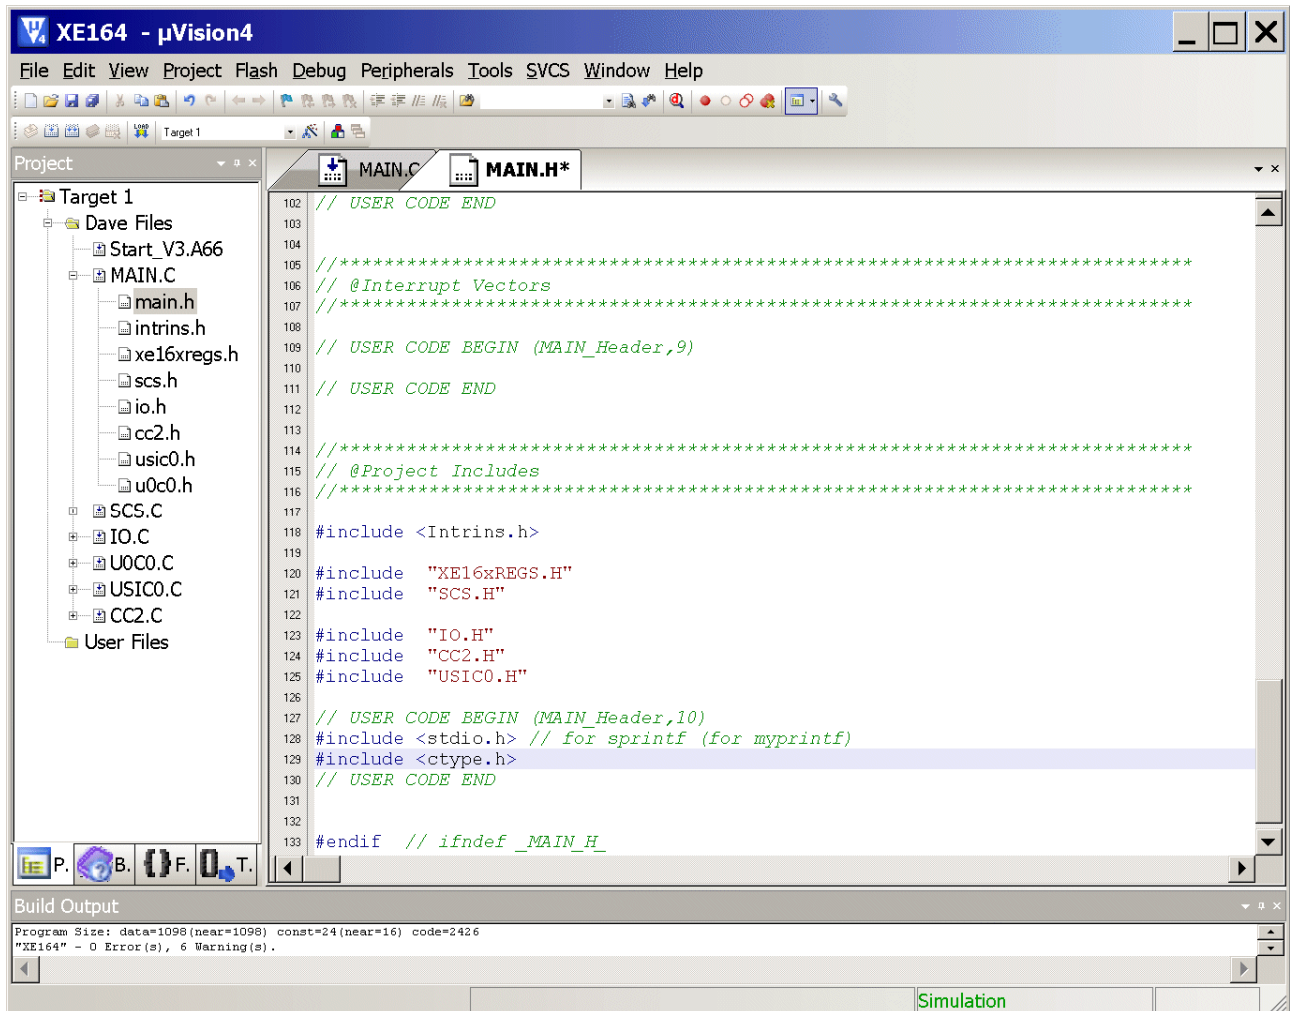 XE164 - µVision4
File Edit View Project Flash Debug Peripherals Tools SVCS Window Help
LOAD Target 1
Project
MAIN.C MAIN.H*
Target 1
Dave Files
Start_V3.A66
MAIN.C
main.h
intrins.h
xe16xregs.h
scs.h
io.h
cc2.h
usic0.h
u0c0.h
SCS.C
IO.C
U0C0.C
USIC0.C
CC2.C
User Files
102 // USER CODE END
103
104
105 //****************************************************************************
106 // @Interrupt Vectors
107 //****************************************************************************
108
109 // USER CODE BEGIN (MAIN_Header,9)
110
111 // USER CODE END
112
113
114 //****************************************************************************
115 // @Project Includes
116 //****************************************************************************
117
118 #include <Intrins.h>
119
120 #include "XE16xREGS.H"
121 #include "SCS.H"
122
123 #include "IO.H"
124 #include "CC2.H"
125 #include "USIC0.H"
126
127 // USER CODE BEGIN (MAIN_Header,10)
128 #include <stdio.h> // for sprintf (for myprintf)
129 #include <ctype.h>
130 // USER CODE END
131
132
133 #endif // ifndef _MAIN_H_
P. B. {} F. 0 T.
Build Output
Program Size: data=1098(near=1098) const=24(near=16) code=2426
"XE164" - 0 Error(s), 6 Warning(s).
Simulation